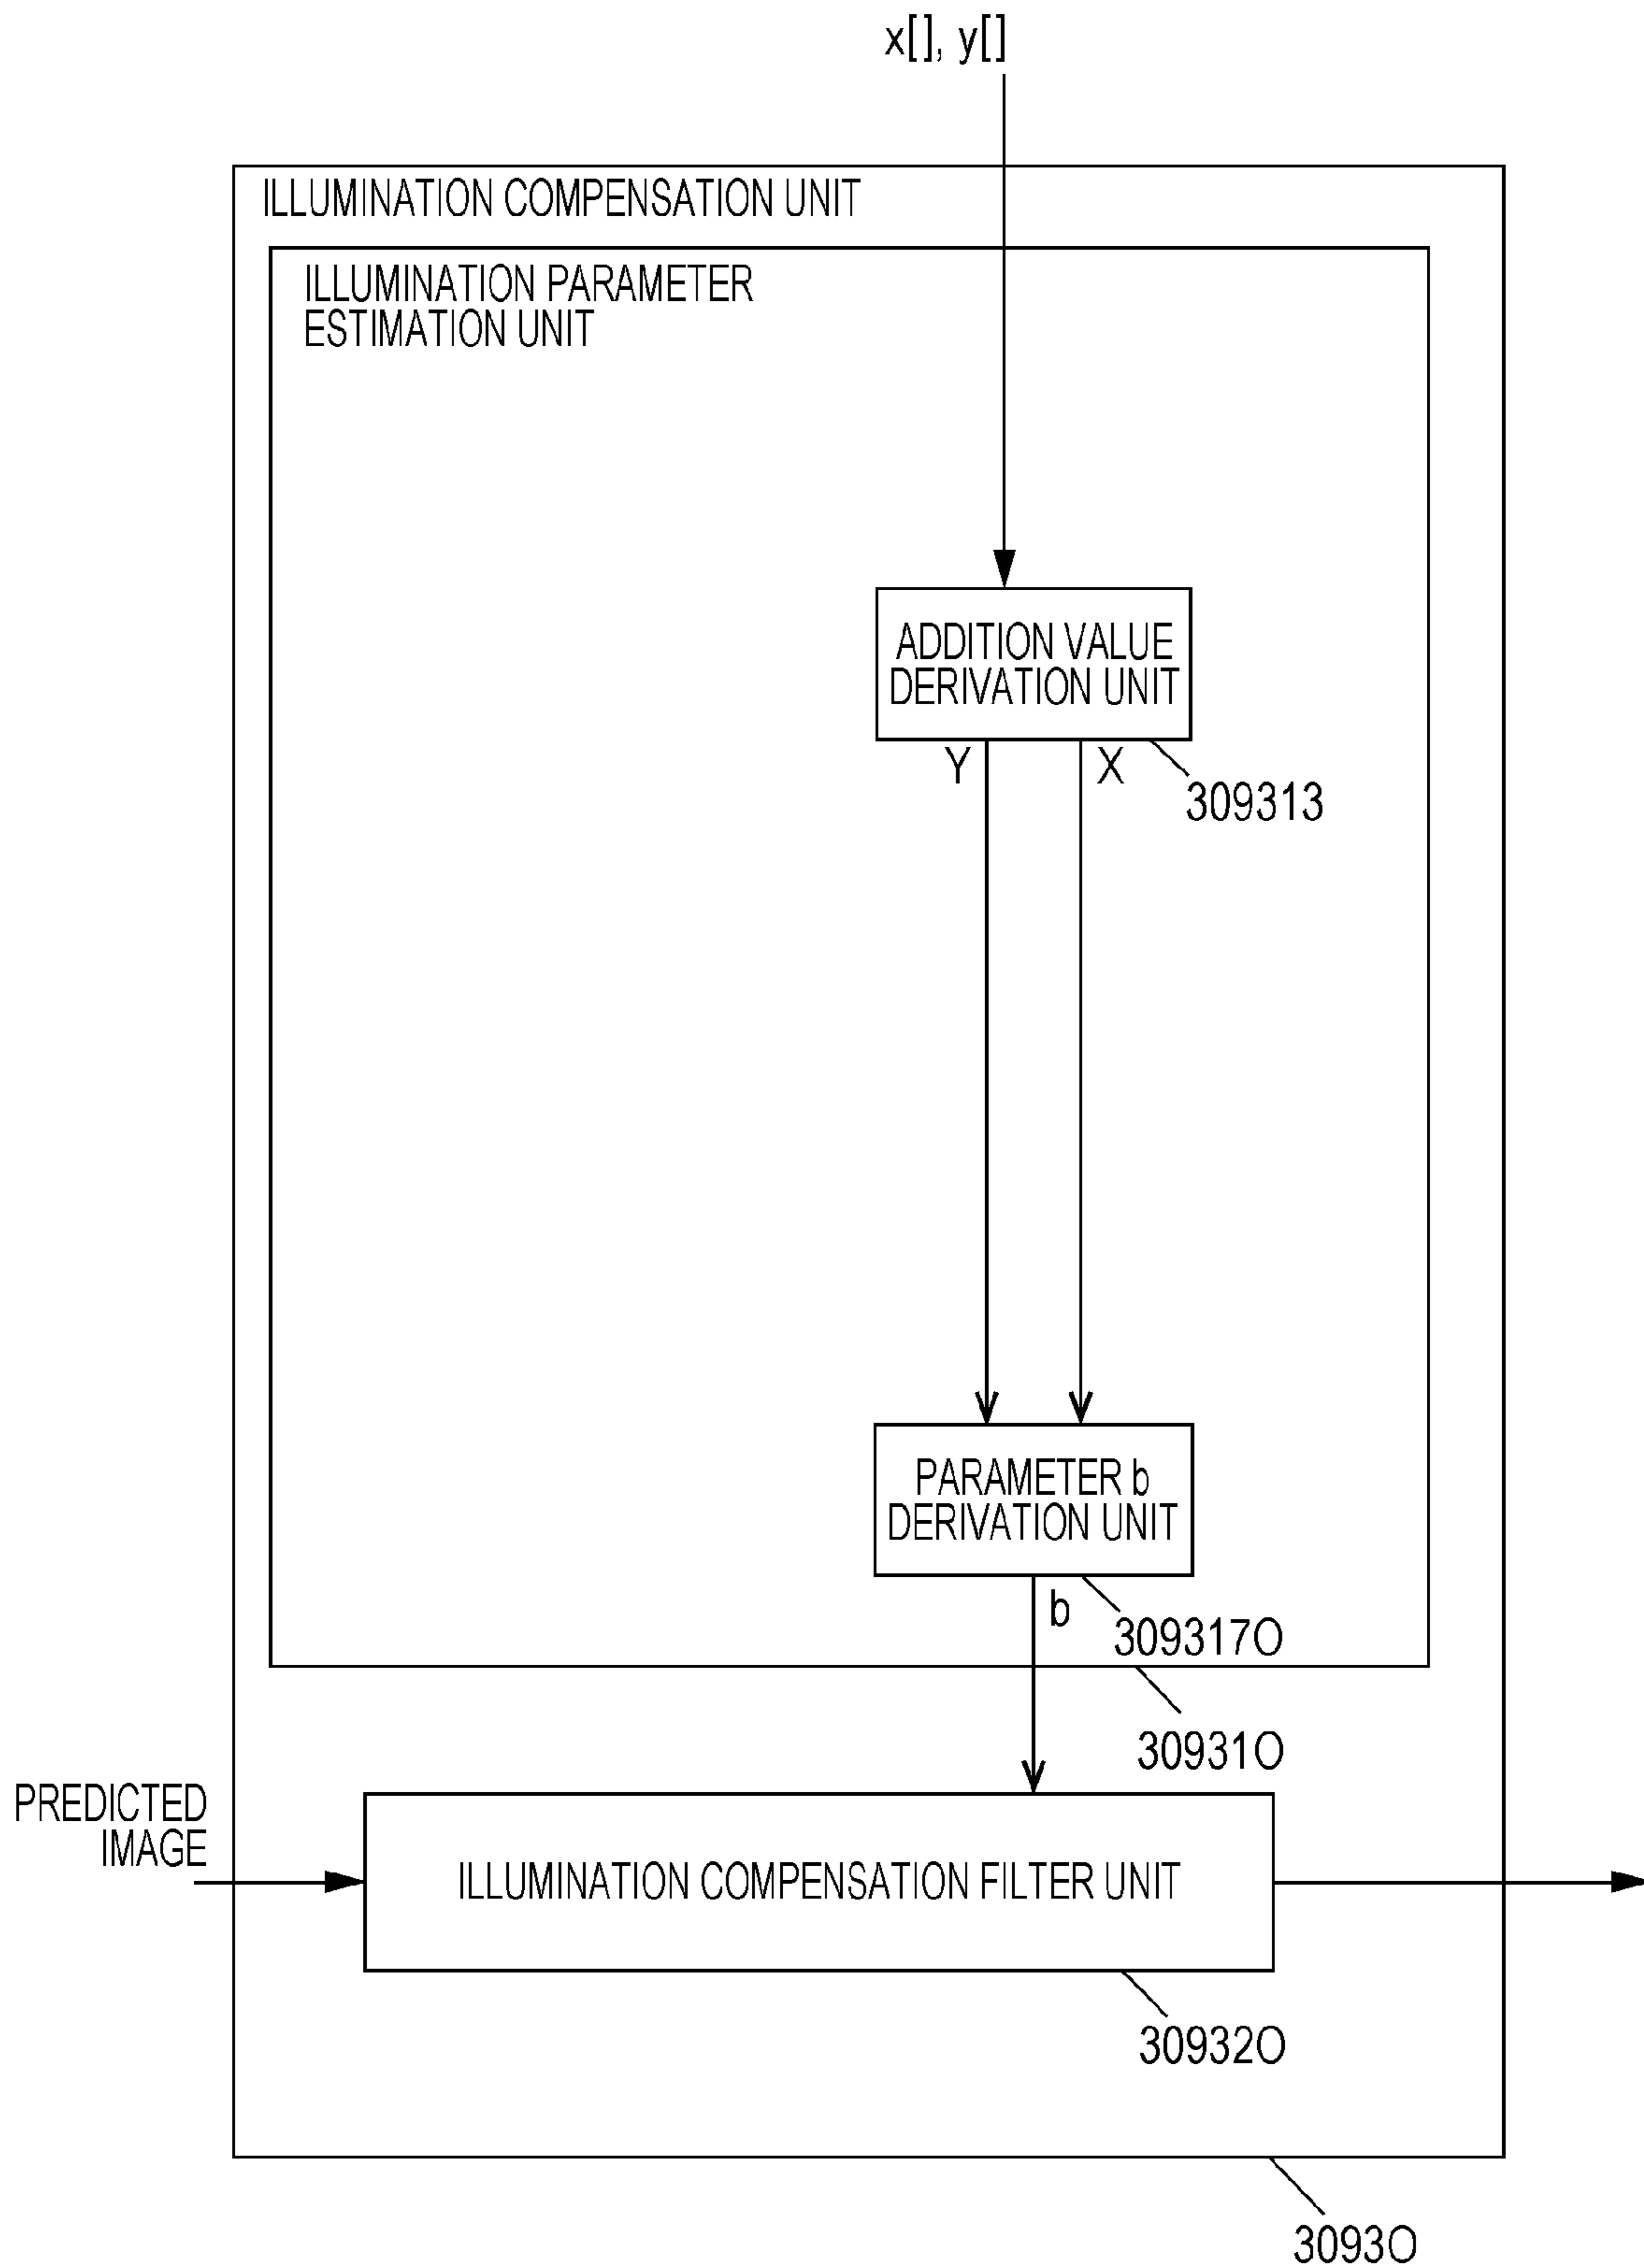 x[], y[]
ILLUMINATION COMPENSATION UNIT
ILLUMINATION PARAMETER
ESTIMATION UNIT
ADDITION VALUE
DERIVATION UNIT
Y
X
309313
PARAMETER b
DERIVATION UNIT
b
309317O
30931O
PREDICTED
IMAGE
ILLUMINATION COMPENSATION FILTER UNIT
30932O
3093O